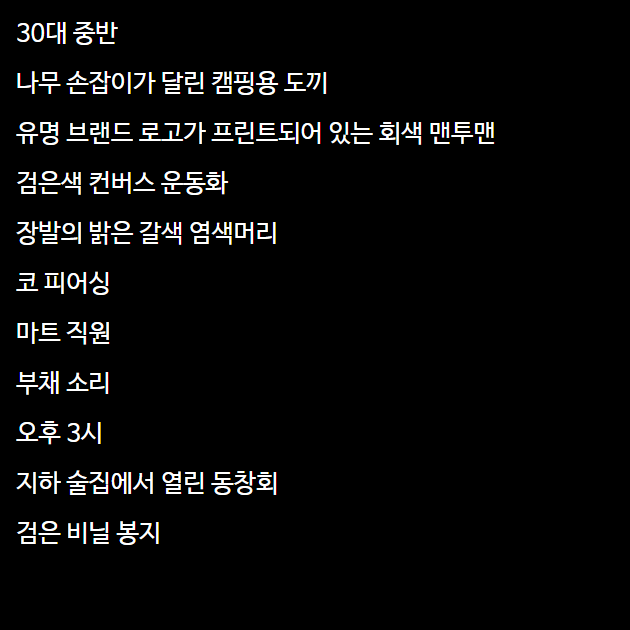 30대 중반
나무 손잡이가 달린 캠핑용 도끼
유명 브랜드 로고가 프린트되어 있는 회색 맨투맨
검은색 컨버스 운동화
장발의 밝은 갈색 염색머리
코 피어싱
마트 직원
부채 소리
오후 3시
지하 술집에서 열린 동창회
검은 비닐 봉지